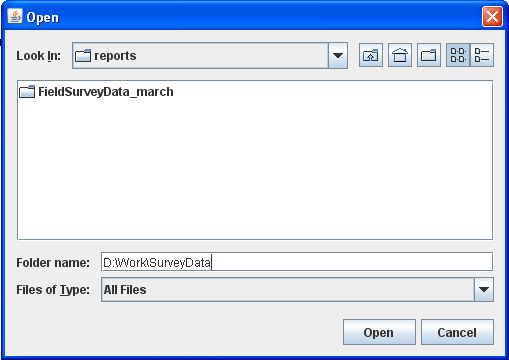 Open
Look In: reports
FieldSurveyData_march
Folder name: D:\Work\SurveyData
Files of Type: All Files
Open Cancel